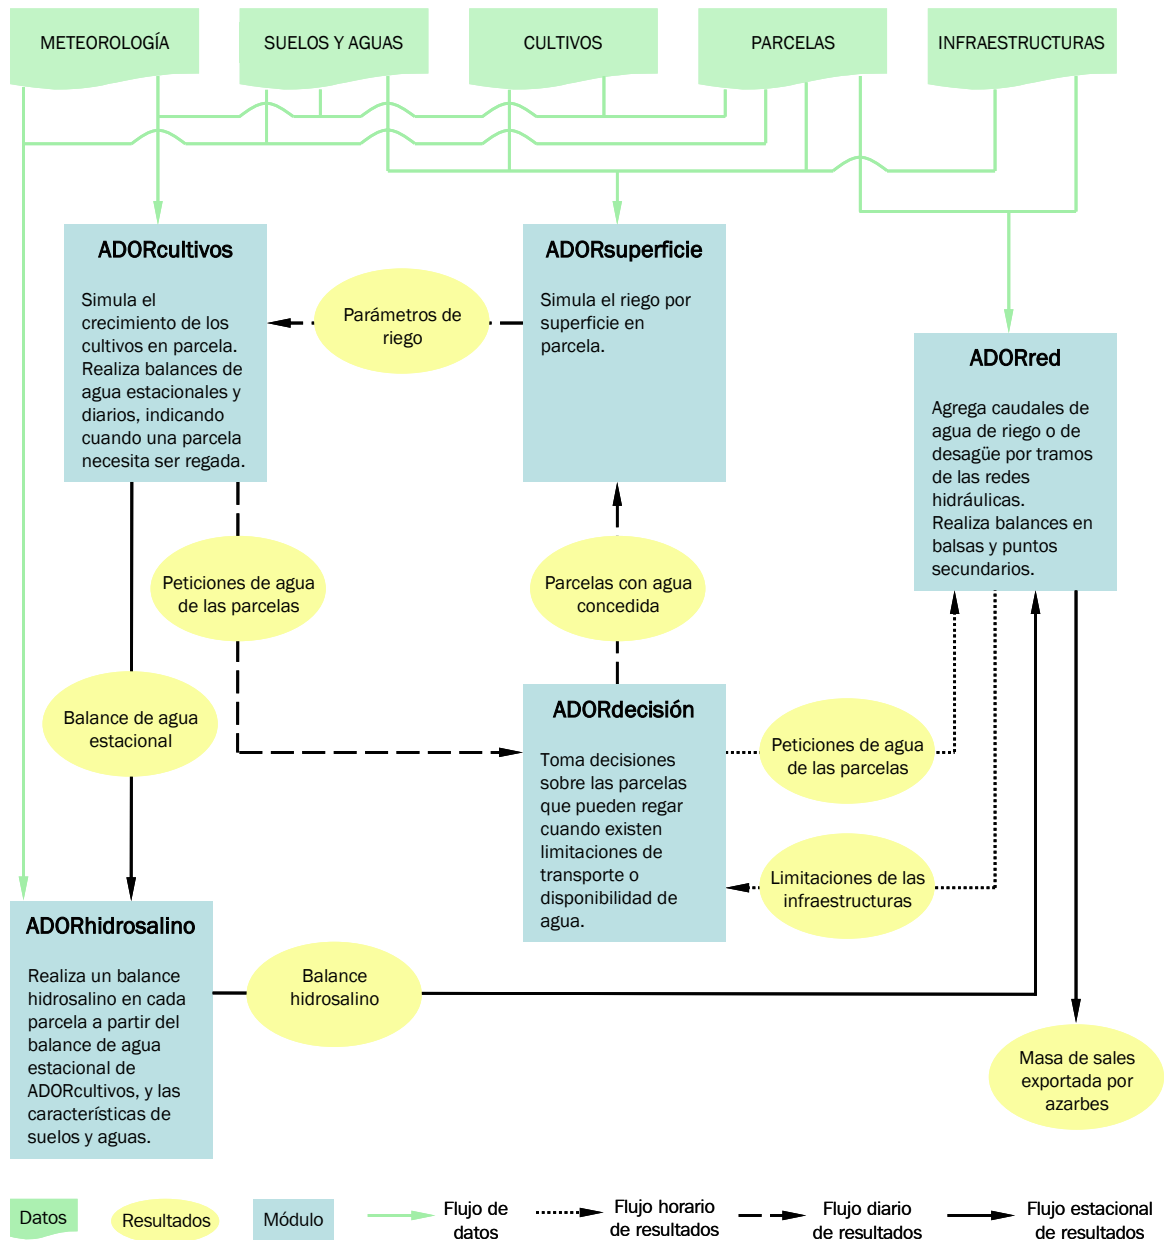 METEOROLOGÍA
SUELOS Y AGUAS
CULTIVOS
PARCELAS
INFRAESTRUCTURAS
ADORcultivos
Simula el
crecimiento de los
cultivos en parcela.
Realiza balances de
agua estacionales y
diarios, indicando
cuando una parcela
necesita ser regada.
Parámetros de
riego
ADORsuperficie
Simula el riego por
superficie en
parcela.
ADORred
Agrega caudales de
agua de riego o de
desagüe por tramos
de las redes
hidráulicas.
Realiza balances en
balsas y puntos
secundarios.
Peticiones de agua
de las parcelas
Parcelas con agua
concedida
Balance de agua
estacional
ADORdecisión
Toma decisiones
sobre las parcelas
que pueden regar
cuando existen
limitaciones de
transporte o
disponibilidad de
agua.
Peticiones de agua
de las parcelas
Limitaciones de las
infraestructuras
ADORhidrosalino
Realiza un balance
hidrosalino en cada
parcela a partir del
balance de agua
estacional de
ADORcultivos, y las
características de
suelos y aguas.
Balance
hidrosalino
Masa de sales
exportada por
azarbes
Datos
Resultados
Módulo
Flujo de
datos
Flujo horario
de resultados
Flujo diario
de resultados
Flujo estacional
de resultados